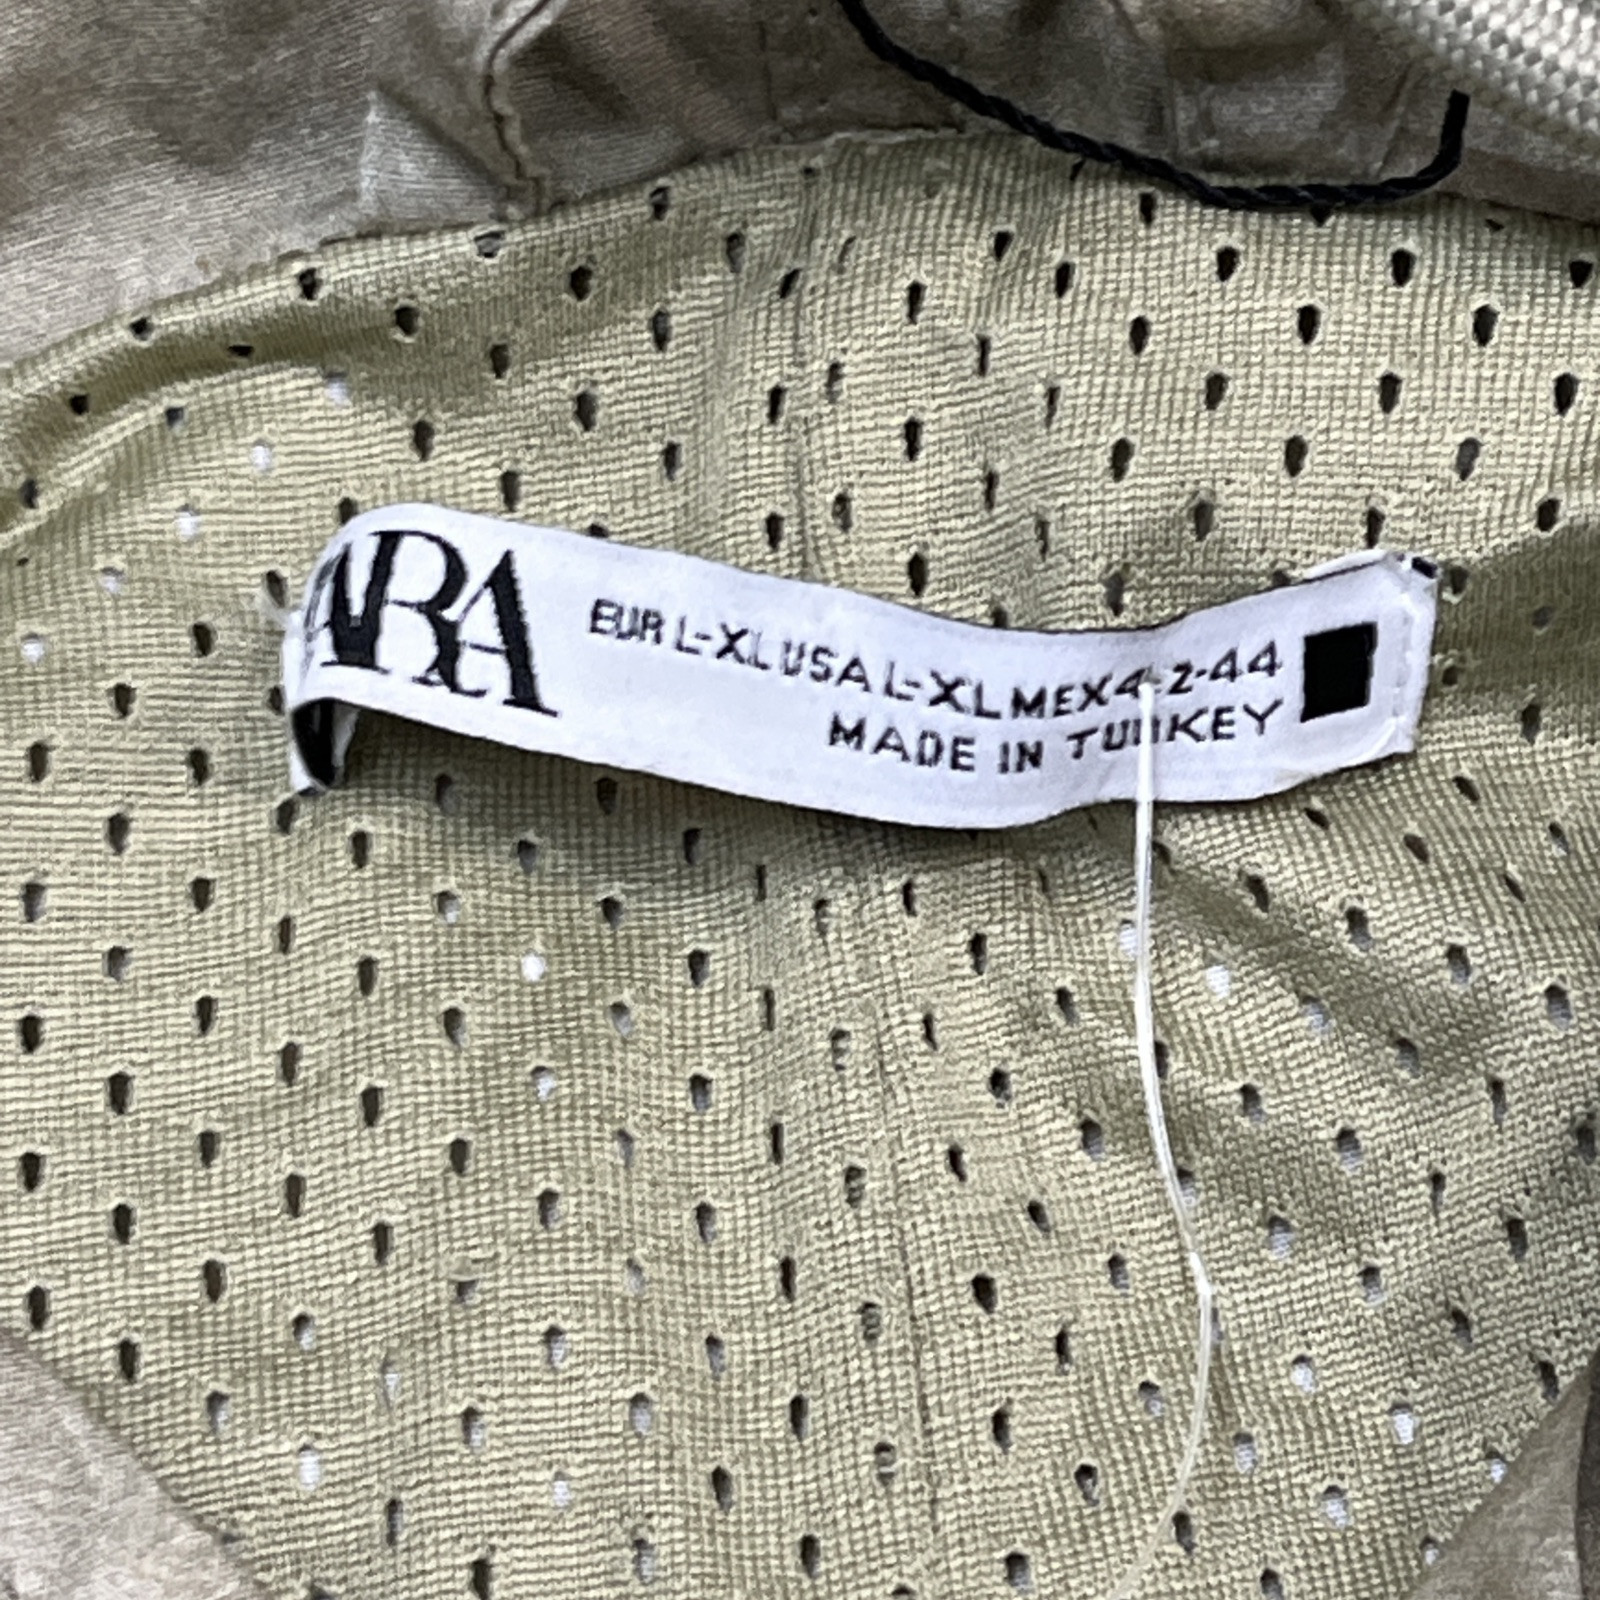 ZARA
EUR L-XL USA L-XL MEX 42-44
MADE IN TURKEY